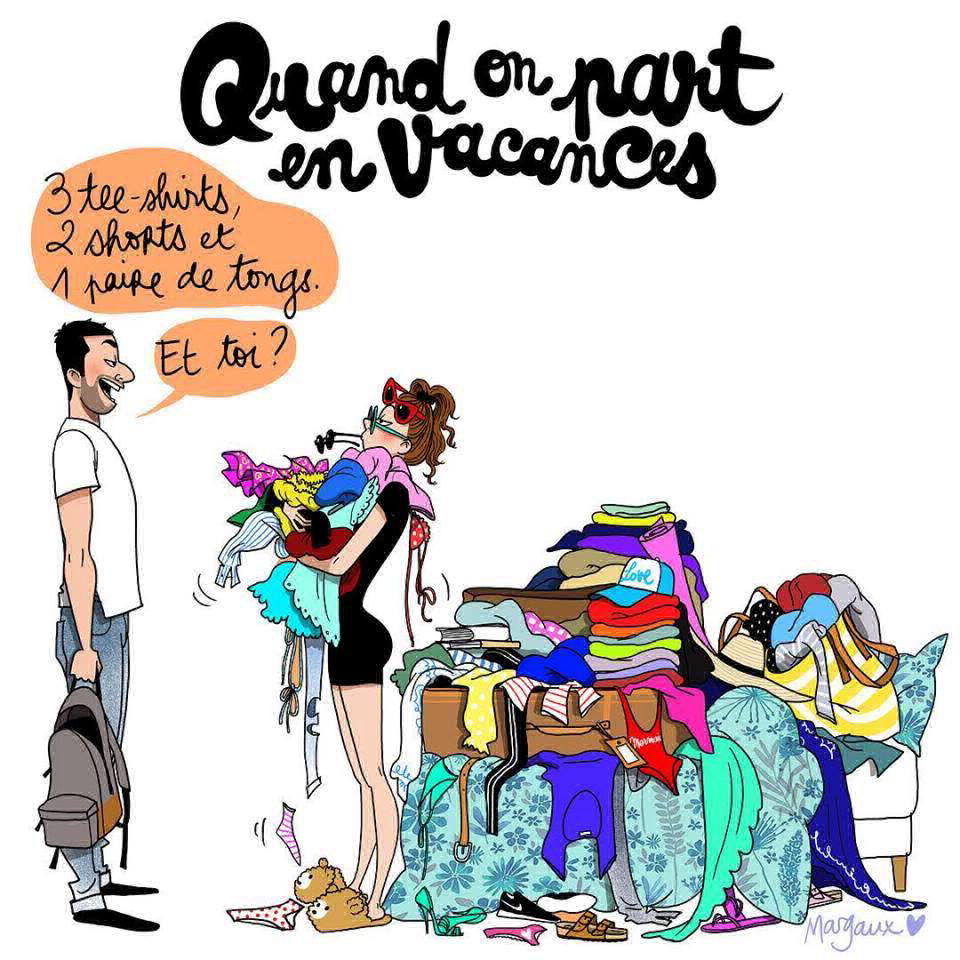 Quand on part
en vacances
3 tee-shirts,
2 shorts et
1 paire de tongs.
Et toi ?
love
Margaux